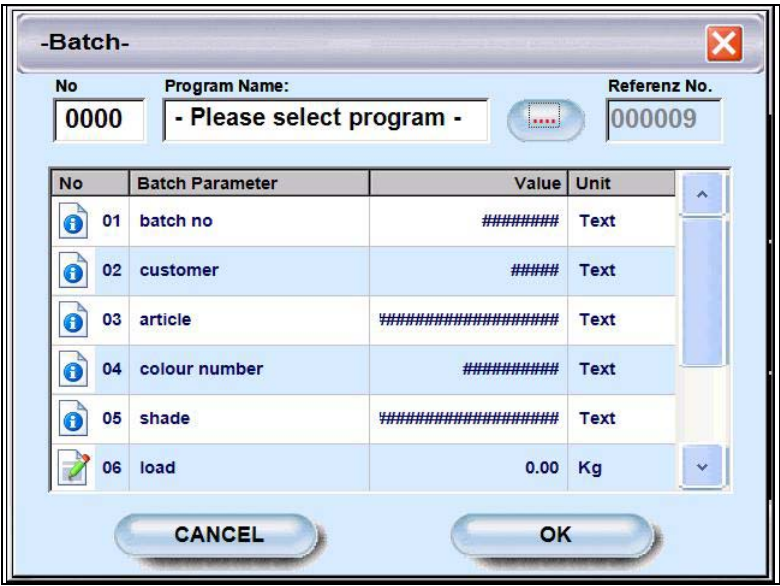 -Batch-
No Program Name: Referenz No.
0000 - Please select program - .... 000009
No Batch Parameter Value Unit
01 batch no ######## Text
02 customer ##### Text
03 article ################### Text
04 colour number ########## Text
05 shade ################### Text
06 load 0.00 Kg
CANCEL OK